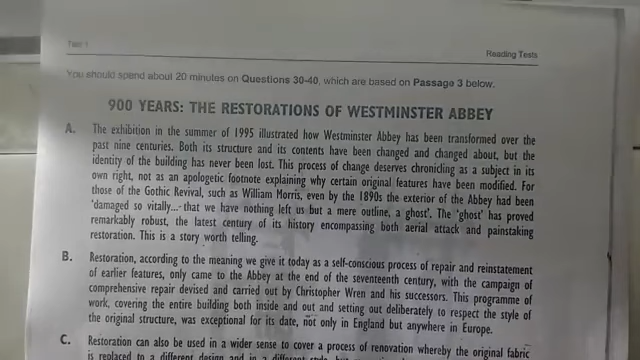 Test 1
Reading Tests
You should spend about 20 minutes on Questions 30-40, which are based on Passage 3 below.
900 YEARS: THE RESTORATIONS OF WESTMINSTER ABBEY
A. The exhibition in the summer of 1995 illustrated how Westminster Abbey has been transformed over the
past nine centuries. Both its structure and its contents have been changed and changed about, but the
identity of the building has never been lost. This process of change deserves chronicling as a subject in its
own right, not as an apologetic footnote explaining why certain original features have been modified. For
those of the Gothic Revival, such as William Morris, even by the 1890s the exterior of the Abbey had been
'damaged so vitally...- that we have nothing left us but a mere outline, a ghost'. The 'ghost' has proved
remarkably robust, the latest century of its history encompassing both aerial attack and painstaking
restoration. This is a story worth telling.
B. Restoration, according to the meaning we give it today as a self-conscious process of repair and reinstatement
of earlier features, only came to the Abbey at the end of the seventeenth century, with the campaign of
comprehensive repair devised and carried out by Christopher Wren and his successors. This programme of
work, covering the entire building both inside and out and setting out deliberately to respect the style of
the original structure, was exceptional for its date, not only in England but anywhere in Europe.
C. Restoration can also be used in a wider sense to cover a process of renovation whereby the original fabric
is replaced to a different design and in a different style, but